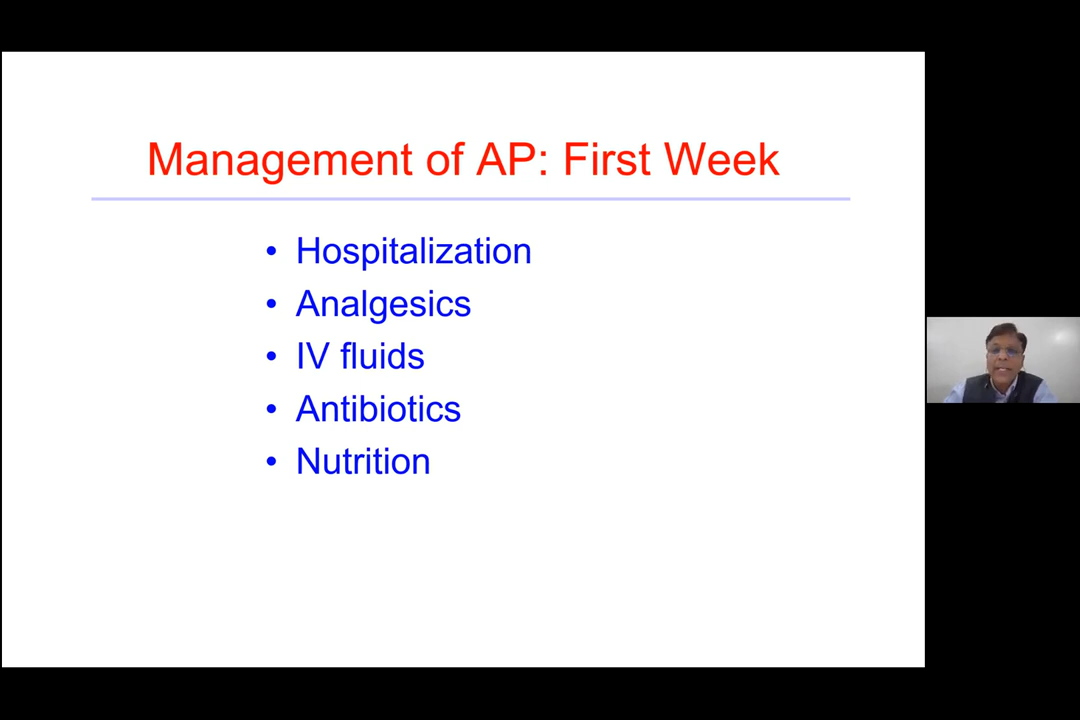 Management of AP: First Week
• Hospitalization
• Analgesics
• IV fluids
• Antibiotics
• Nutrition